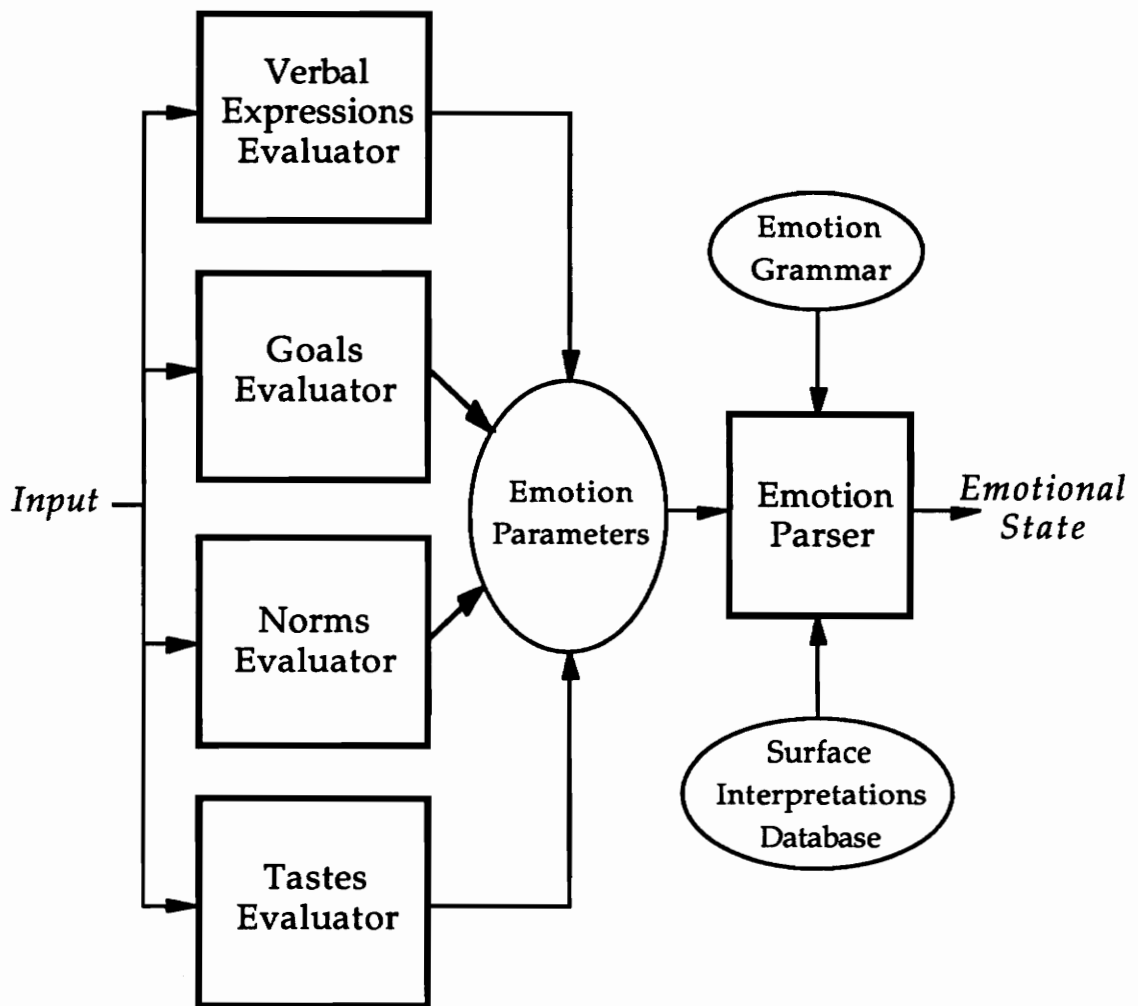 Verbal
Expressions
Evaluator
Goals
Evaluator
Input
Norms
Evaluator
Tastes
Evaluator
Emotion
Parameters
Emotion
Grammar
Emotion
Parser
Surface
Interpretations
Database
Emotional
State